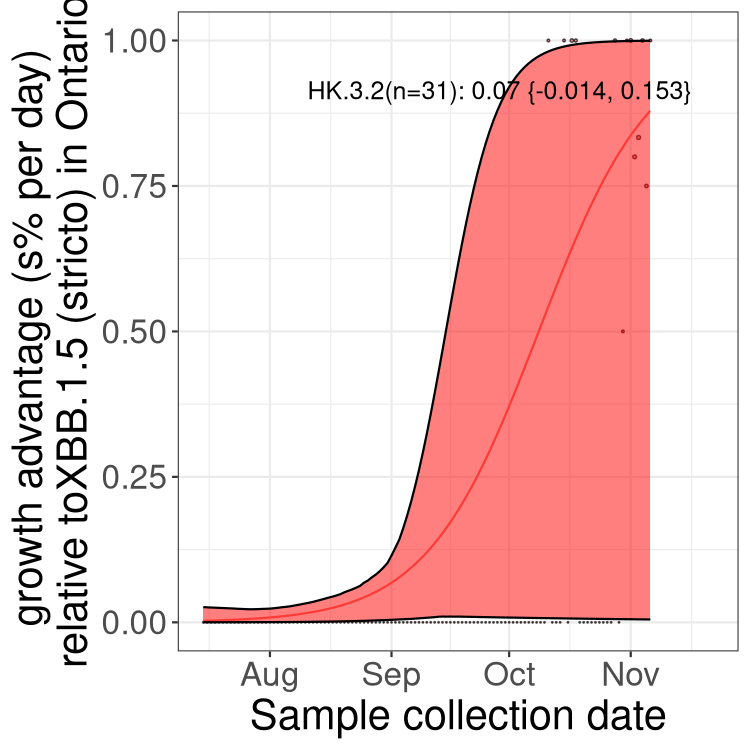 growth advantage (s% per day)
relative toXBB.1.5 (stricto) in Ontario
1.00
0.75
0.50
0.25
0.00
HK.3.2(n=31): 0.07 {-0.014, 0.153}
Aug Sep Oct Nov
Sample collection date